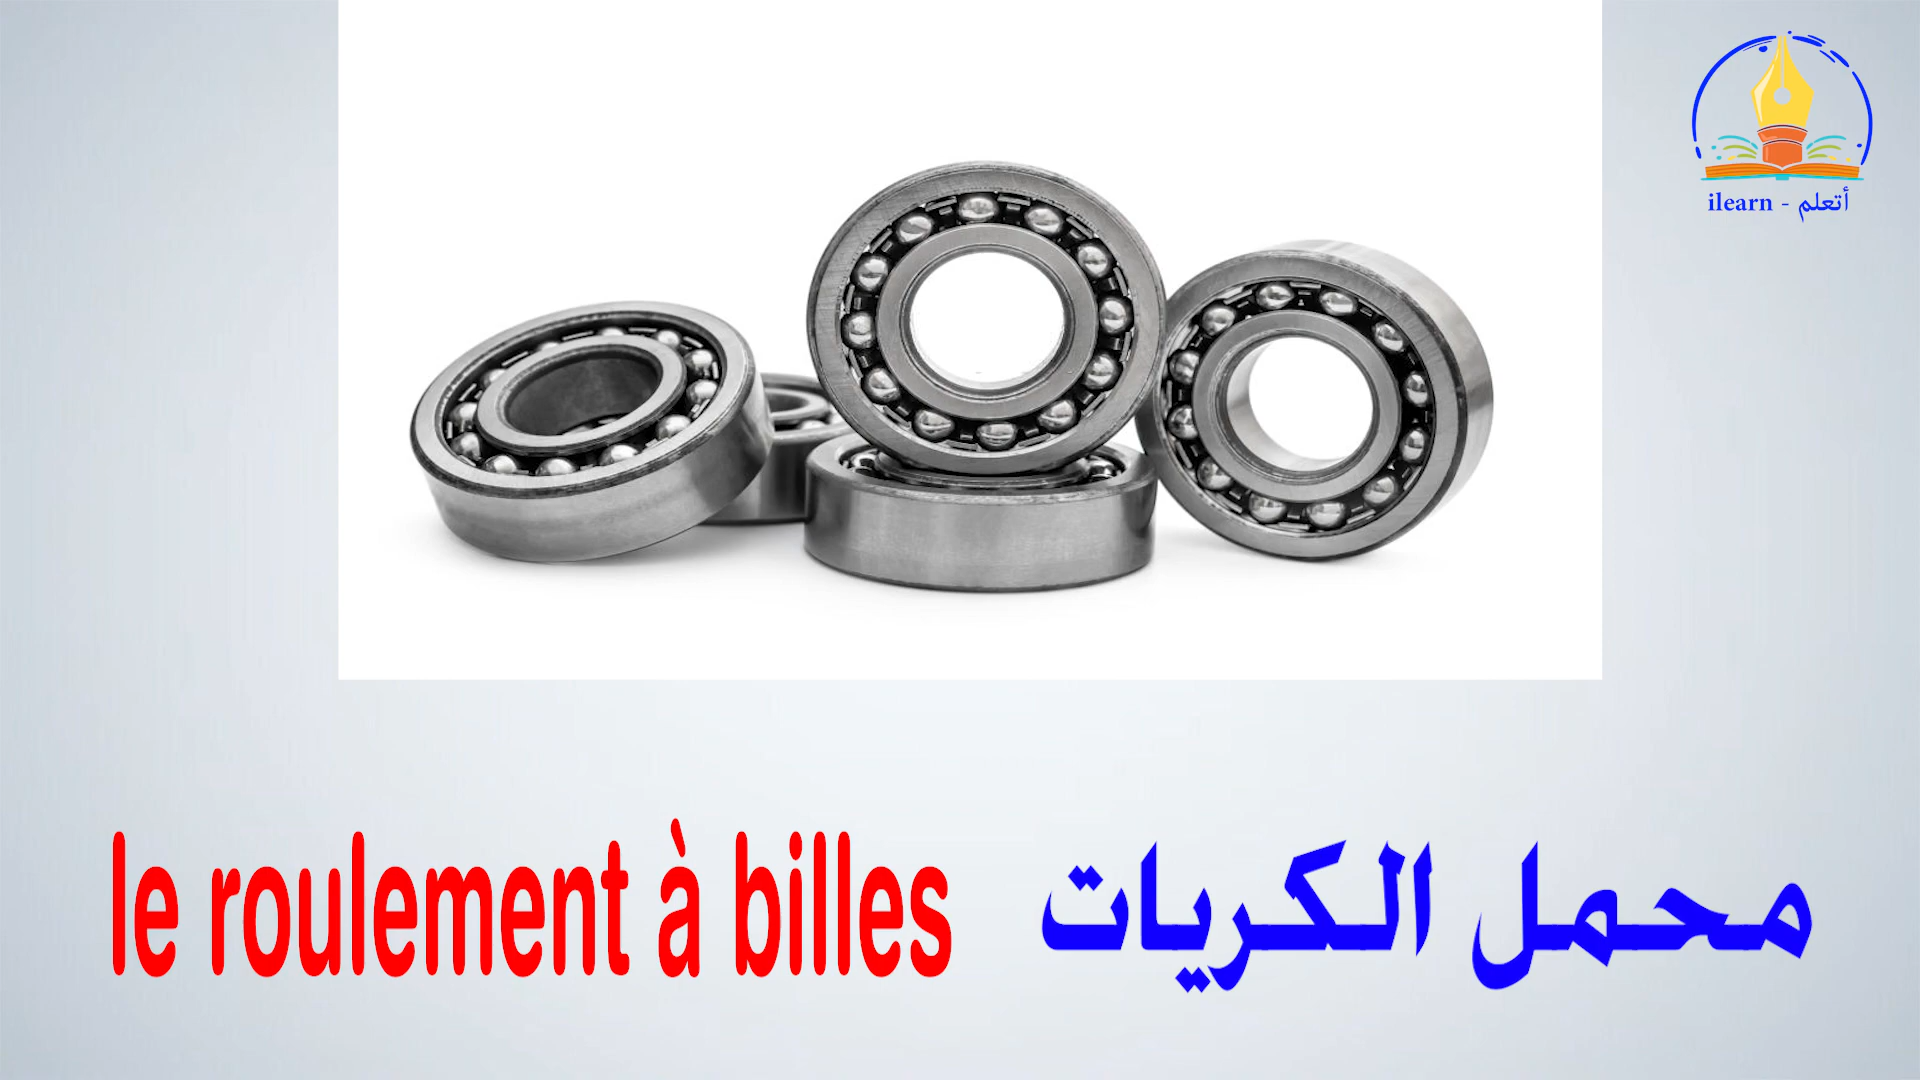 ilearn - أتعلم
le roulement à billes
محمل الكريات